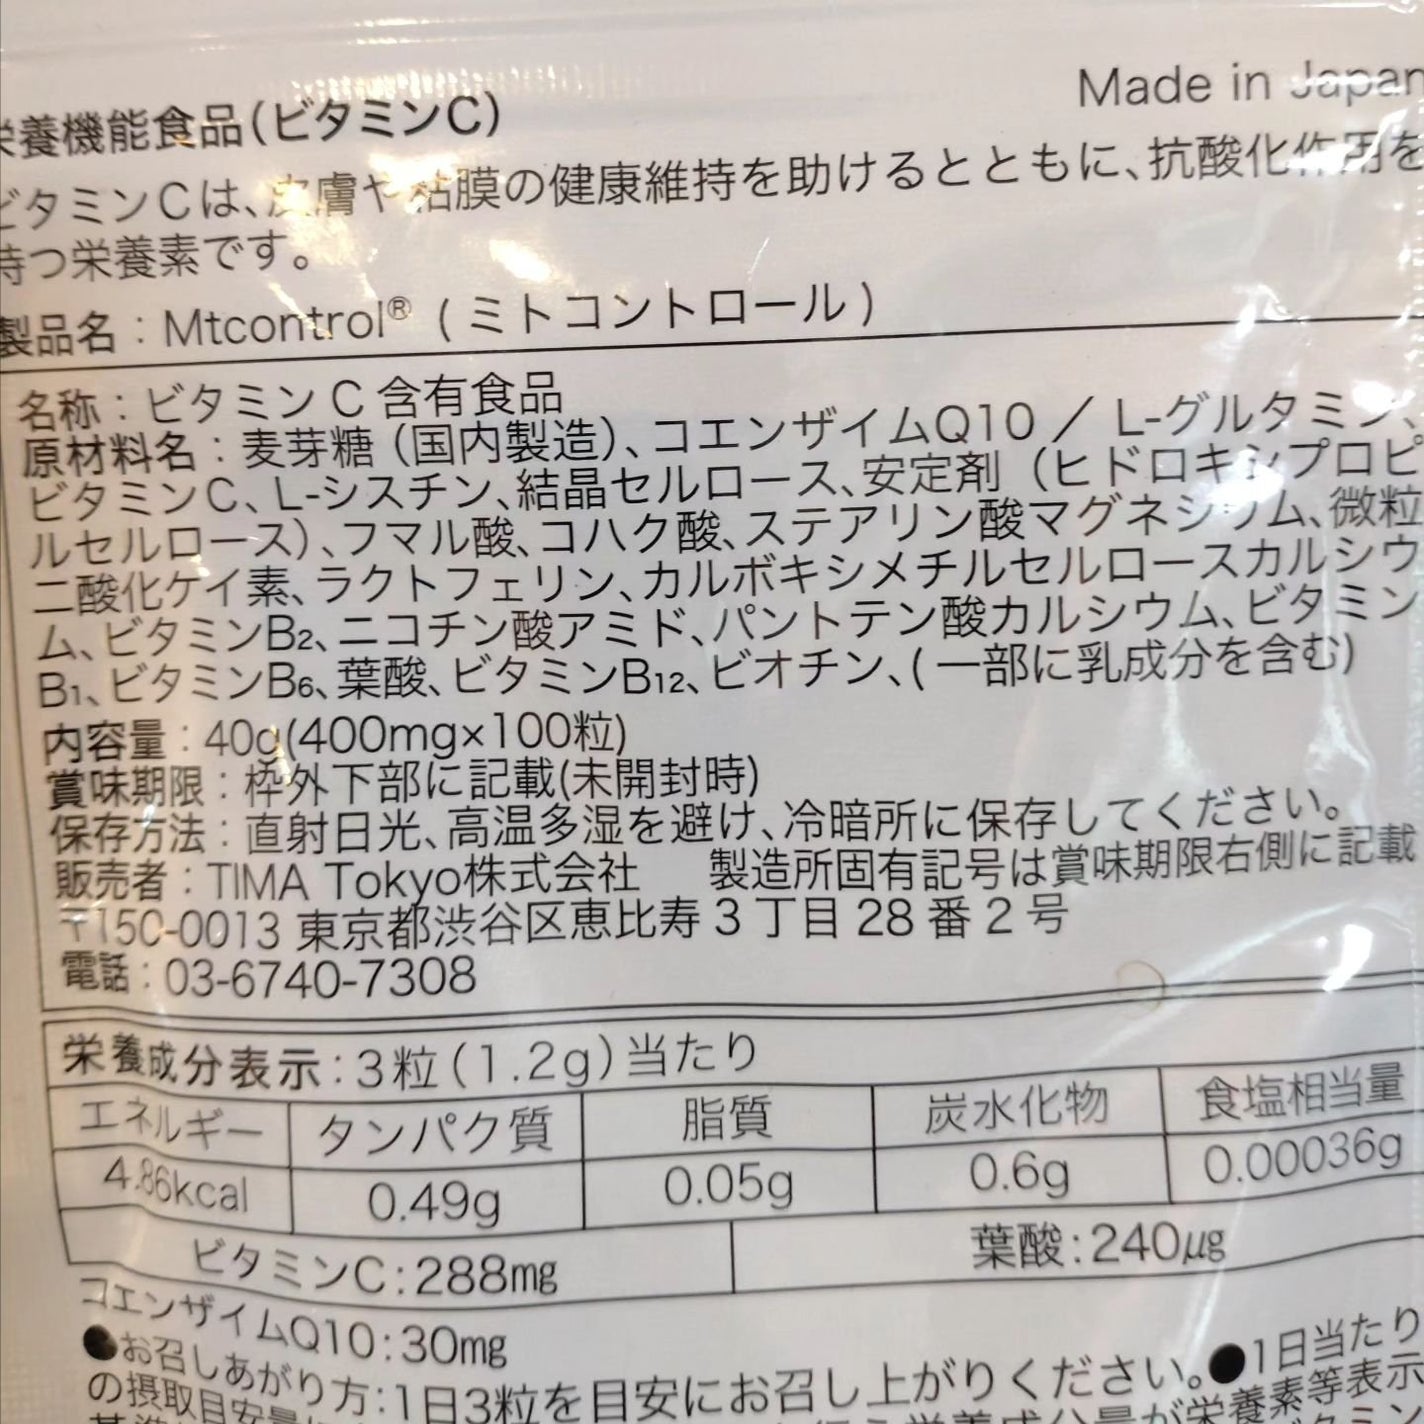 Made in Japan
栄養機能食品(ビタミンC)
ビタミンCは、皮膚や粘膜の健康維持を助けるとともに、抗酸化作用を
持つ栄養素です。
製品名：Mtcontrol®（ミトコントロール）
名称：ビタミンC含有食品
原材料名：麦芽糖（国内製造）、コエンザイムQ10／L-グルタミン、
ビタミンC、L-シスチン、結晶セルロース、安定剤（ヒドロキシプロピ
ルセルロース）、フマル酸、コハク酸、ステアリン酸マグネシウム、微粒
二酸化ケイ素、ラクトフェリン、カルボキシメチルセルロースカルシウ
ム、ビタミンB2、ニコチン酸アミド、パントテン酸カルシウム、ビタミン
B1、ビタミンB6、葉酸、ビタミンB12、ビオチン、(一部に乳成分を含む)
内容量：40g(400mg×100粒)
賞味期限：枠外下部に記載(未開封時)
保存方法：直射日光、高温多湿を避け、冷暗所に保存してください。
販売者：TIMA Tokyo株式会社　製造所固有記号は賞味期限右側に記載
〒150-0013 東京都渋谷区恵比寿3丁目28番2号
電話：03-6740-7308
栄養成分表示：3粒(1.2g)当たり
エネルギー　タンパク質　脂質　炭水化物　食塩相当量
4.86kcal　0.49g　0.05g　0.6g　0.00036g
ビタミンC：288mg　葉酸：240μg
コエンザイムQ10：30mg
●お召しあがり方：1日3粒を目安にお召し上がりください。●1日当たり
の摂取目安量　栄養成分量が栄養素等表示